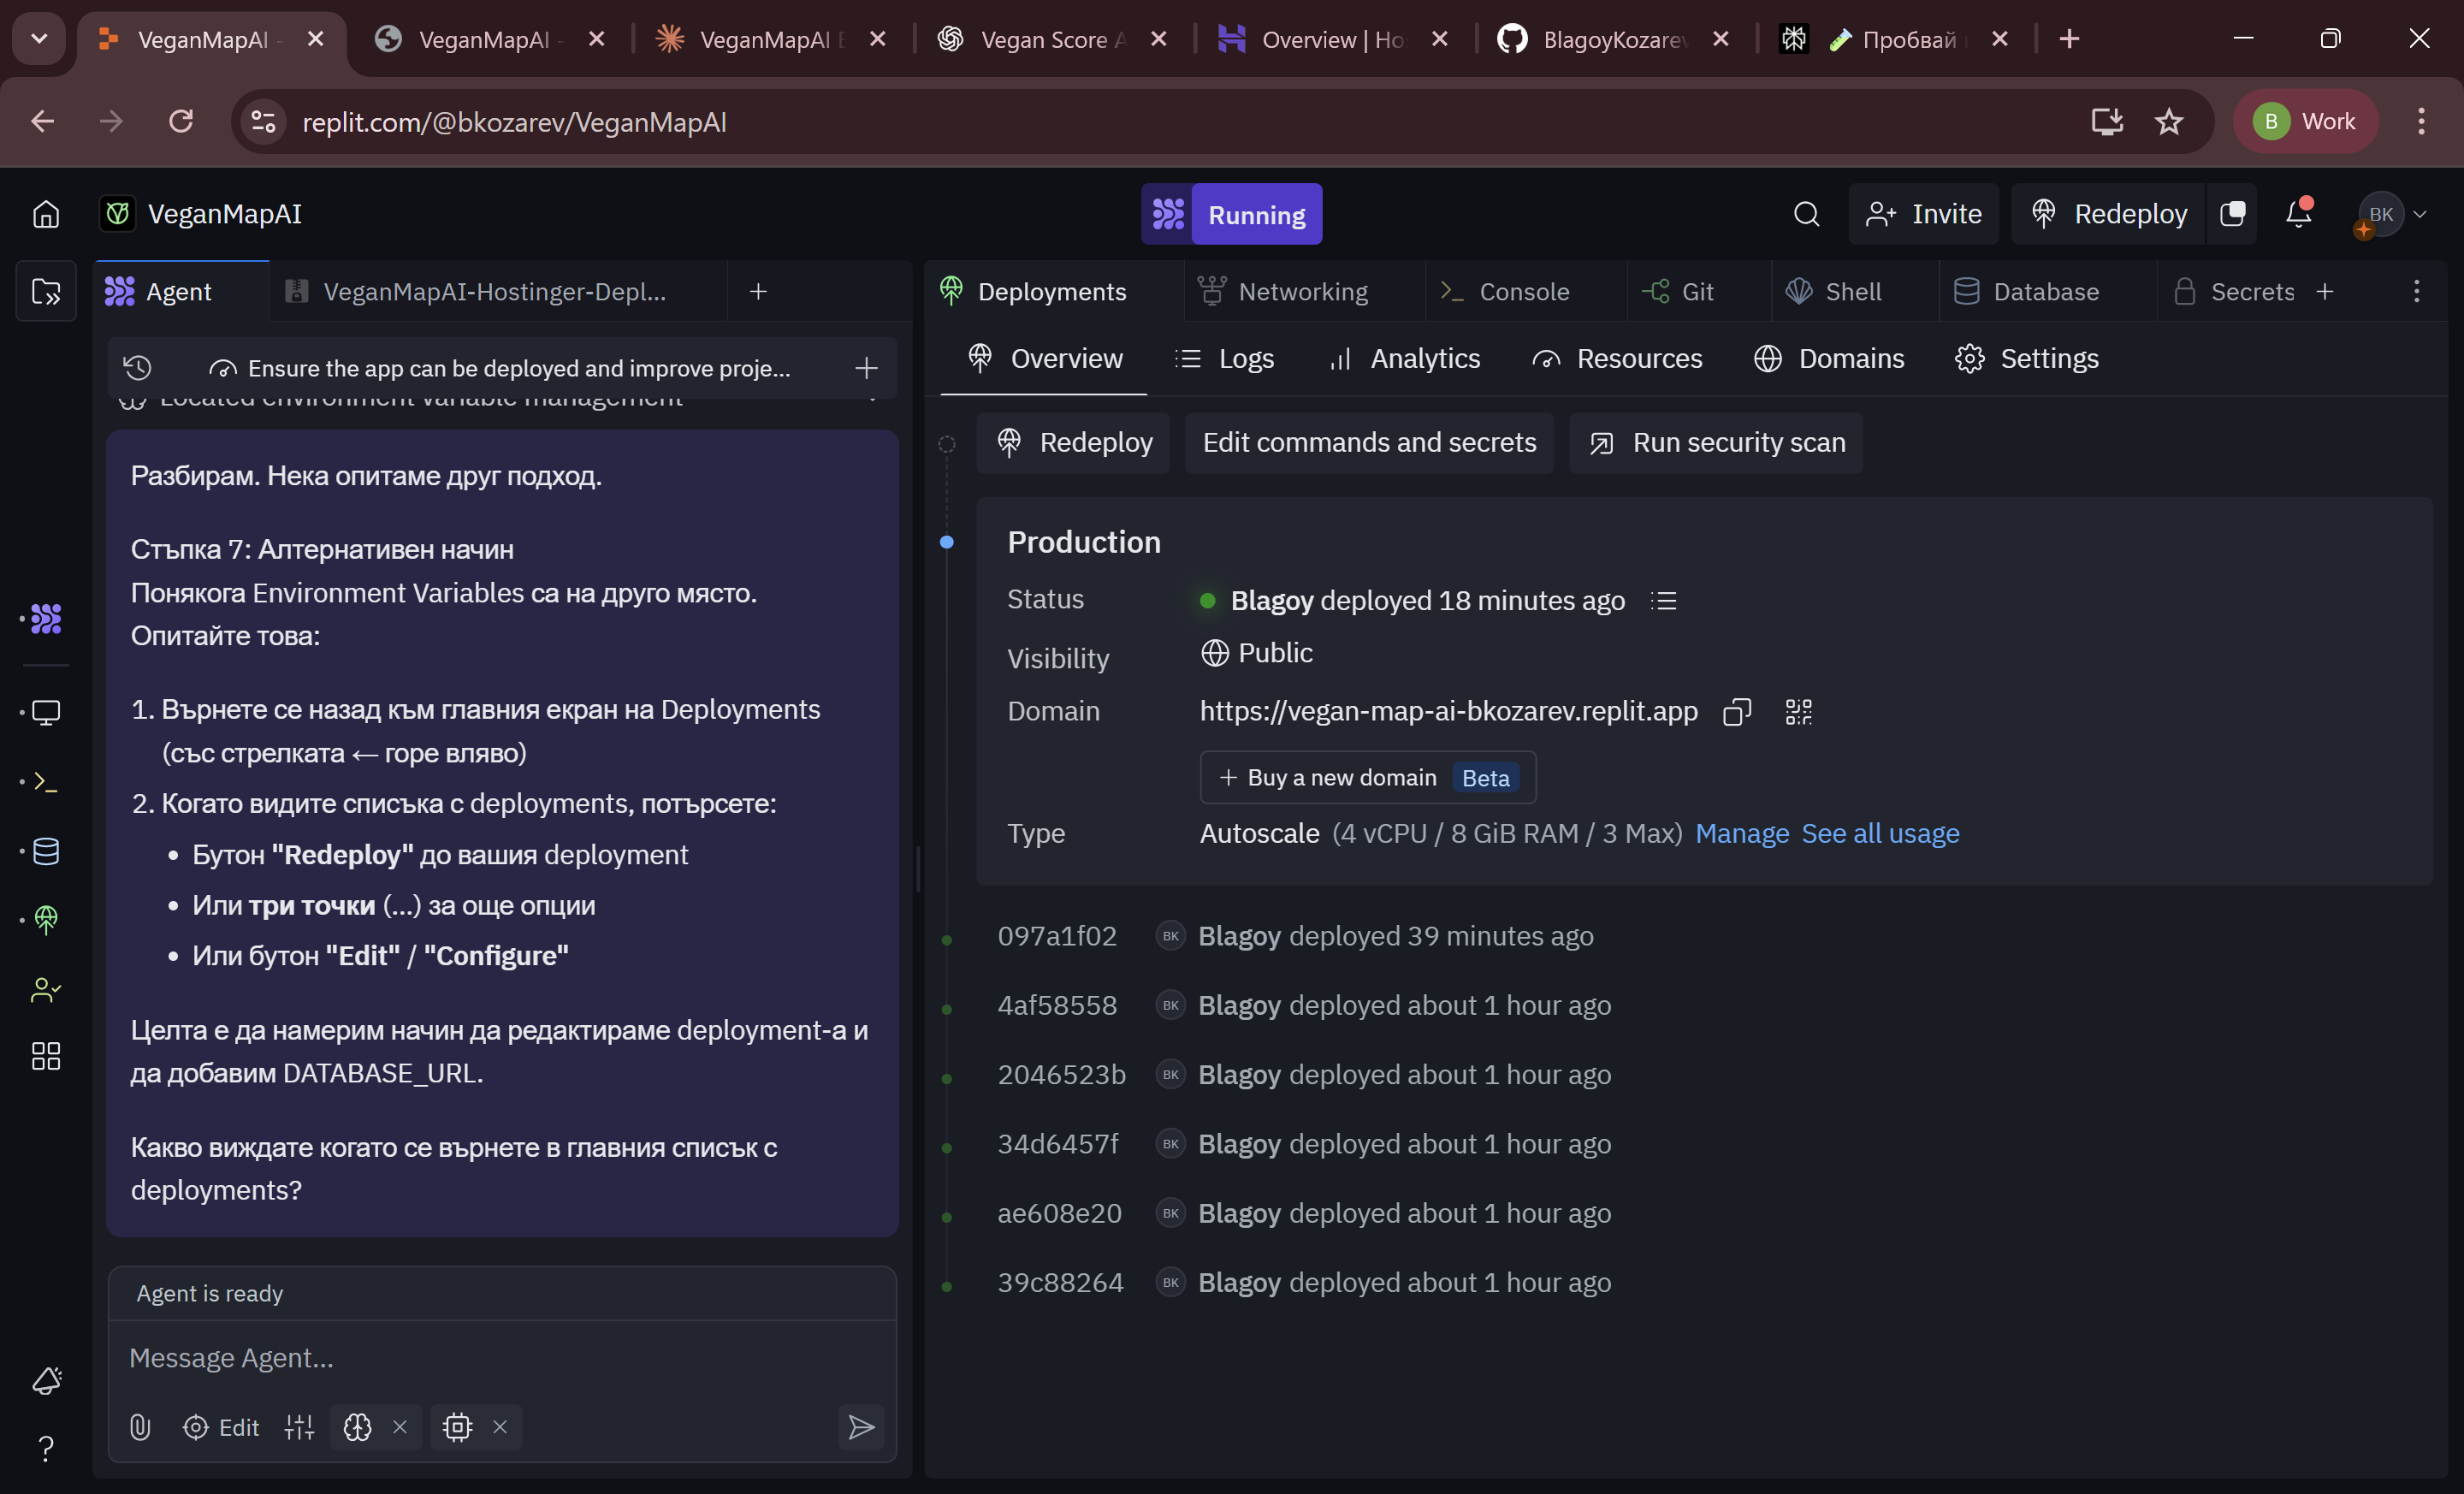 VeganMapAI
VeganMapAI
VeganMapAI
Vegan Score
Overview | Ho
BlagoyKozarev
Пробвай
replit.com/@bkozarev/VeganMapAI
B
Work
VeganMapAI
Running
Invite
Redeploy
BK
Agent
VeganMapAI-Hostinger-Depl...
Deployments
Networking
Console
Git
Shell
Database
Secrets
Ensure the app can be deployed and improve proje...
Located environment variable management
Overview
Logs
Analytics
Resources
Domains
Settings
Разбирам. Нека опитаме друг подход.
Стъпка 7: Алтернативен начин
Понякога Environment Variables са на друго място.
Опитайте това:
1. Върнете се назад към главния екран на Deployments
(със стрелката ← горе вляво)
2. Когато видите списъка с deployments, потърсете:
• Бутон "Redeploy" до вашия deployment
• Или три точки (...) за още опции
• Или бутон "Edit" / "Configure"
Целта е да намерим начин да редактираме deployment-а и
да добавим DATABASE_URL.
Какво виждате когато се върнете в главния списък с
deployments?
Agent is ready
Message Agent...
Edit
Redeploy
Edit commands and secrets
Run security scan
Production
Status
Blagoy deployed 18 minutes ago
Visibility
Public
Domain
https://vegan-map-ai-bkozarev.replit.app
Buy a new domain Beta
Type
Autoscale (4 vCPU / 8 GiB RAM / 3 Max) Manage See all usage
097a1f02 BK Blagoy deployed 39 minutes ago
4af58558 BK Blagoy deployed about 1 hour ago
2046523b BK Blagoy deployed about 1 hour ago
34d6457f BK Blagoy deployed about 1 hour ago
ae608e20 BK Blagoy deployed about 1 hour ago
39c88264 BK Blagoy deployed about 1 hour ago